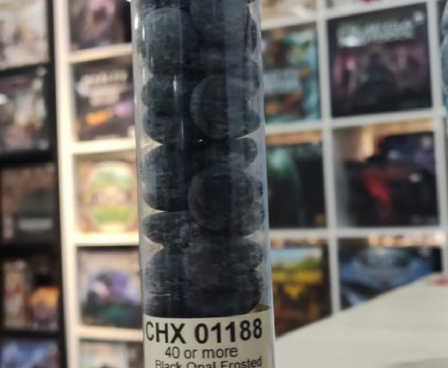 CHX 01188
40 or more
Black Opal Frosted